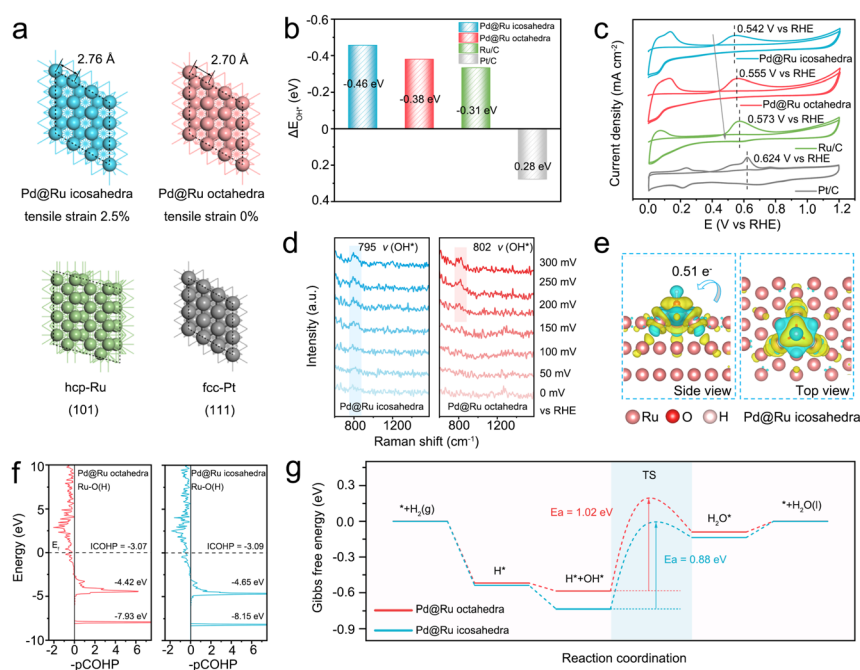 a
2.76 Å
2.70 Å
Pd@Ru icosahedra
tensile strain 2.5%
Pd@Ru octahedra
tensile strain 0%
hcp-Ru
(101)
fcc-Pt
(111)
b
-0.6
-0.4
-0.2
0
0.2
0.4
ΔE OH* (eV)
Pd@Ru icosahedra
Pd@Ru octahedra
Ru/C
Pt/C
-0.46 eV
-0.38 eV
-0.31 eV
0.28 eV
c
Current density (mA cm-2)
0.542 V vs RHE
Pd@Ru icosahedra
0.555 V vs RHE
Pd@Ru octahedra
0.573 V vs RHE
Ru/C
0.624 V vs RHE
Pt/C
0.0 0.2 0.4 0.6 0.8 1.0 1.2
E (V vs RHE)
d
Intensity (a.u.)
795 ν (OH*)
802 ν (OH*)
300 mV
250 mV
200 mV
150 mV
100 mV
50 mV
0 mV
vs RHE
Pd@Ru icosahedra
Pd@Ru octahedra
800 1200
800 1200
Raman shift (cm-1)
e
0.51 e-
Side view
Top view
Ru O H Pd@Ru icosahedra
f
Energy (eV)
10
5
0
-5
-10
Pd@Ru octahedra
Ru-O(H)
Ef
ICOHP = -3.07
-4.42 eV
-7.93 eV
-2 0 2 4 6
-pCOHP
Pd@Ru icosahedra
Ru-O(H)
ICOHP = -3.09
-4.65 eV
-8.15 eV
-2 0 2 4 6
-pCOHP
g
Gibbs free energy (eV)
0.0
-0.3
-0.6
-0.9
*+H2(g)
H*
H*+OH*
TS
Ea = 1.02 eV
Ea = 0.88 eV
H2O*
*+H2O(l)
Pd@Ru octahedra
Pd@Ru icosahedra
Reaction coordination